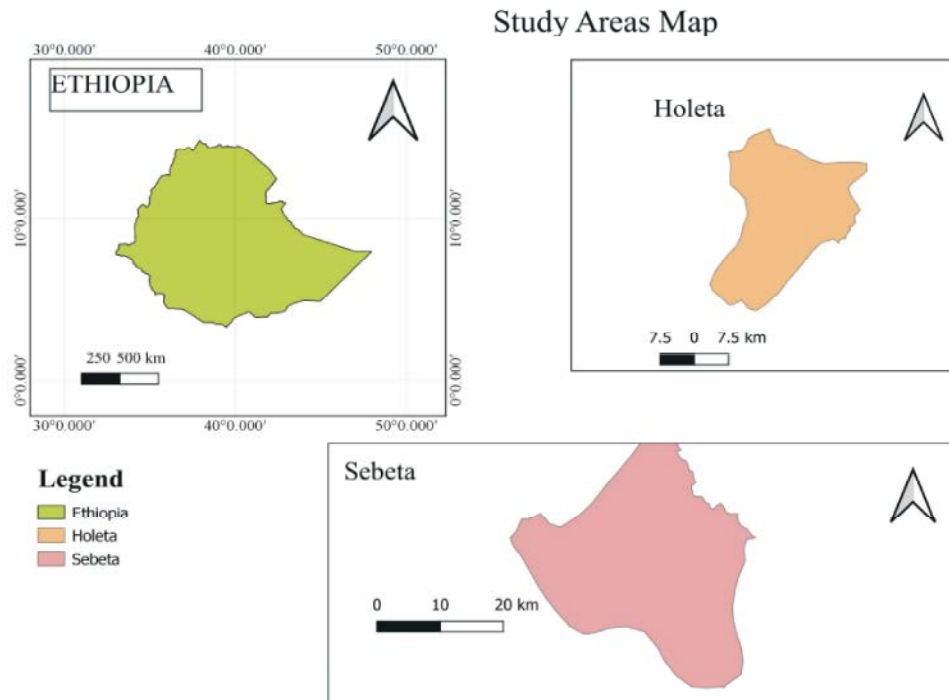 Study Areas Map
30°0.000' 40°0.000' 50°0.000'
ETHIOPIA
10°0.000' 10°0.000'
0°0.000' 0°0.000'
250 500 km
30°0.000' 40°0.000' 50°0.000'
Holeta
7.5 0 7.5 km
Legend
Ethiopia
Holeta
Sebeta
Sebeta
0 10 20 km